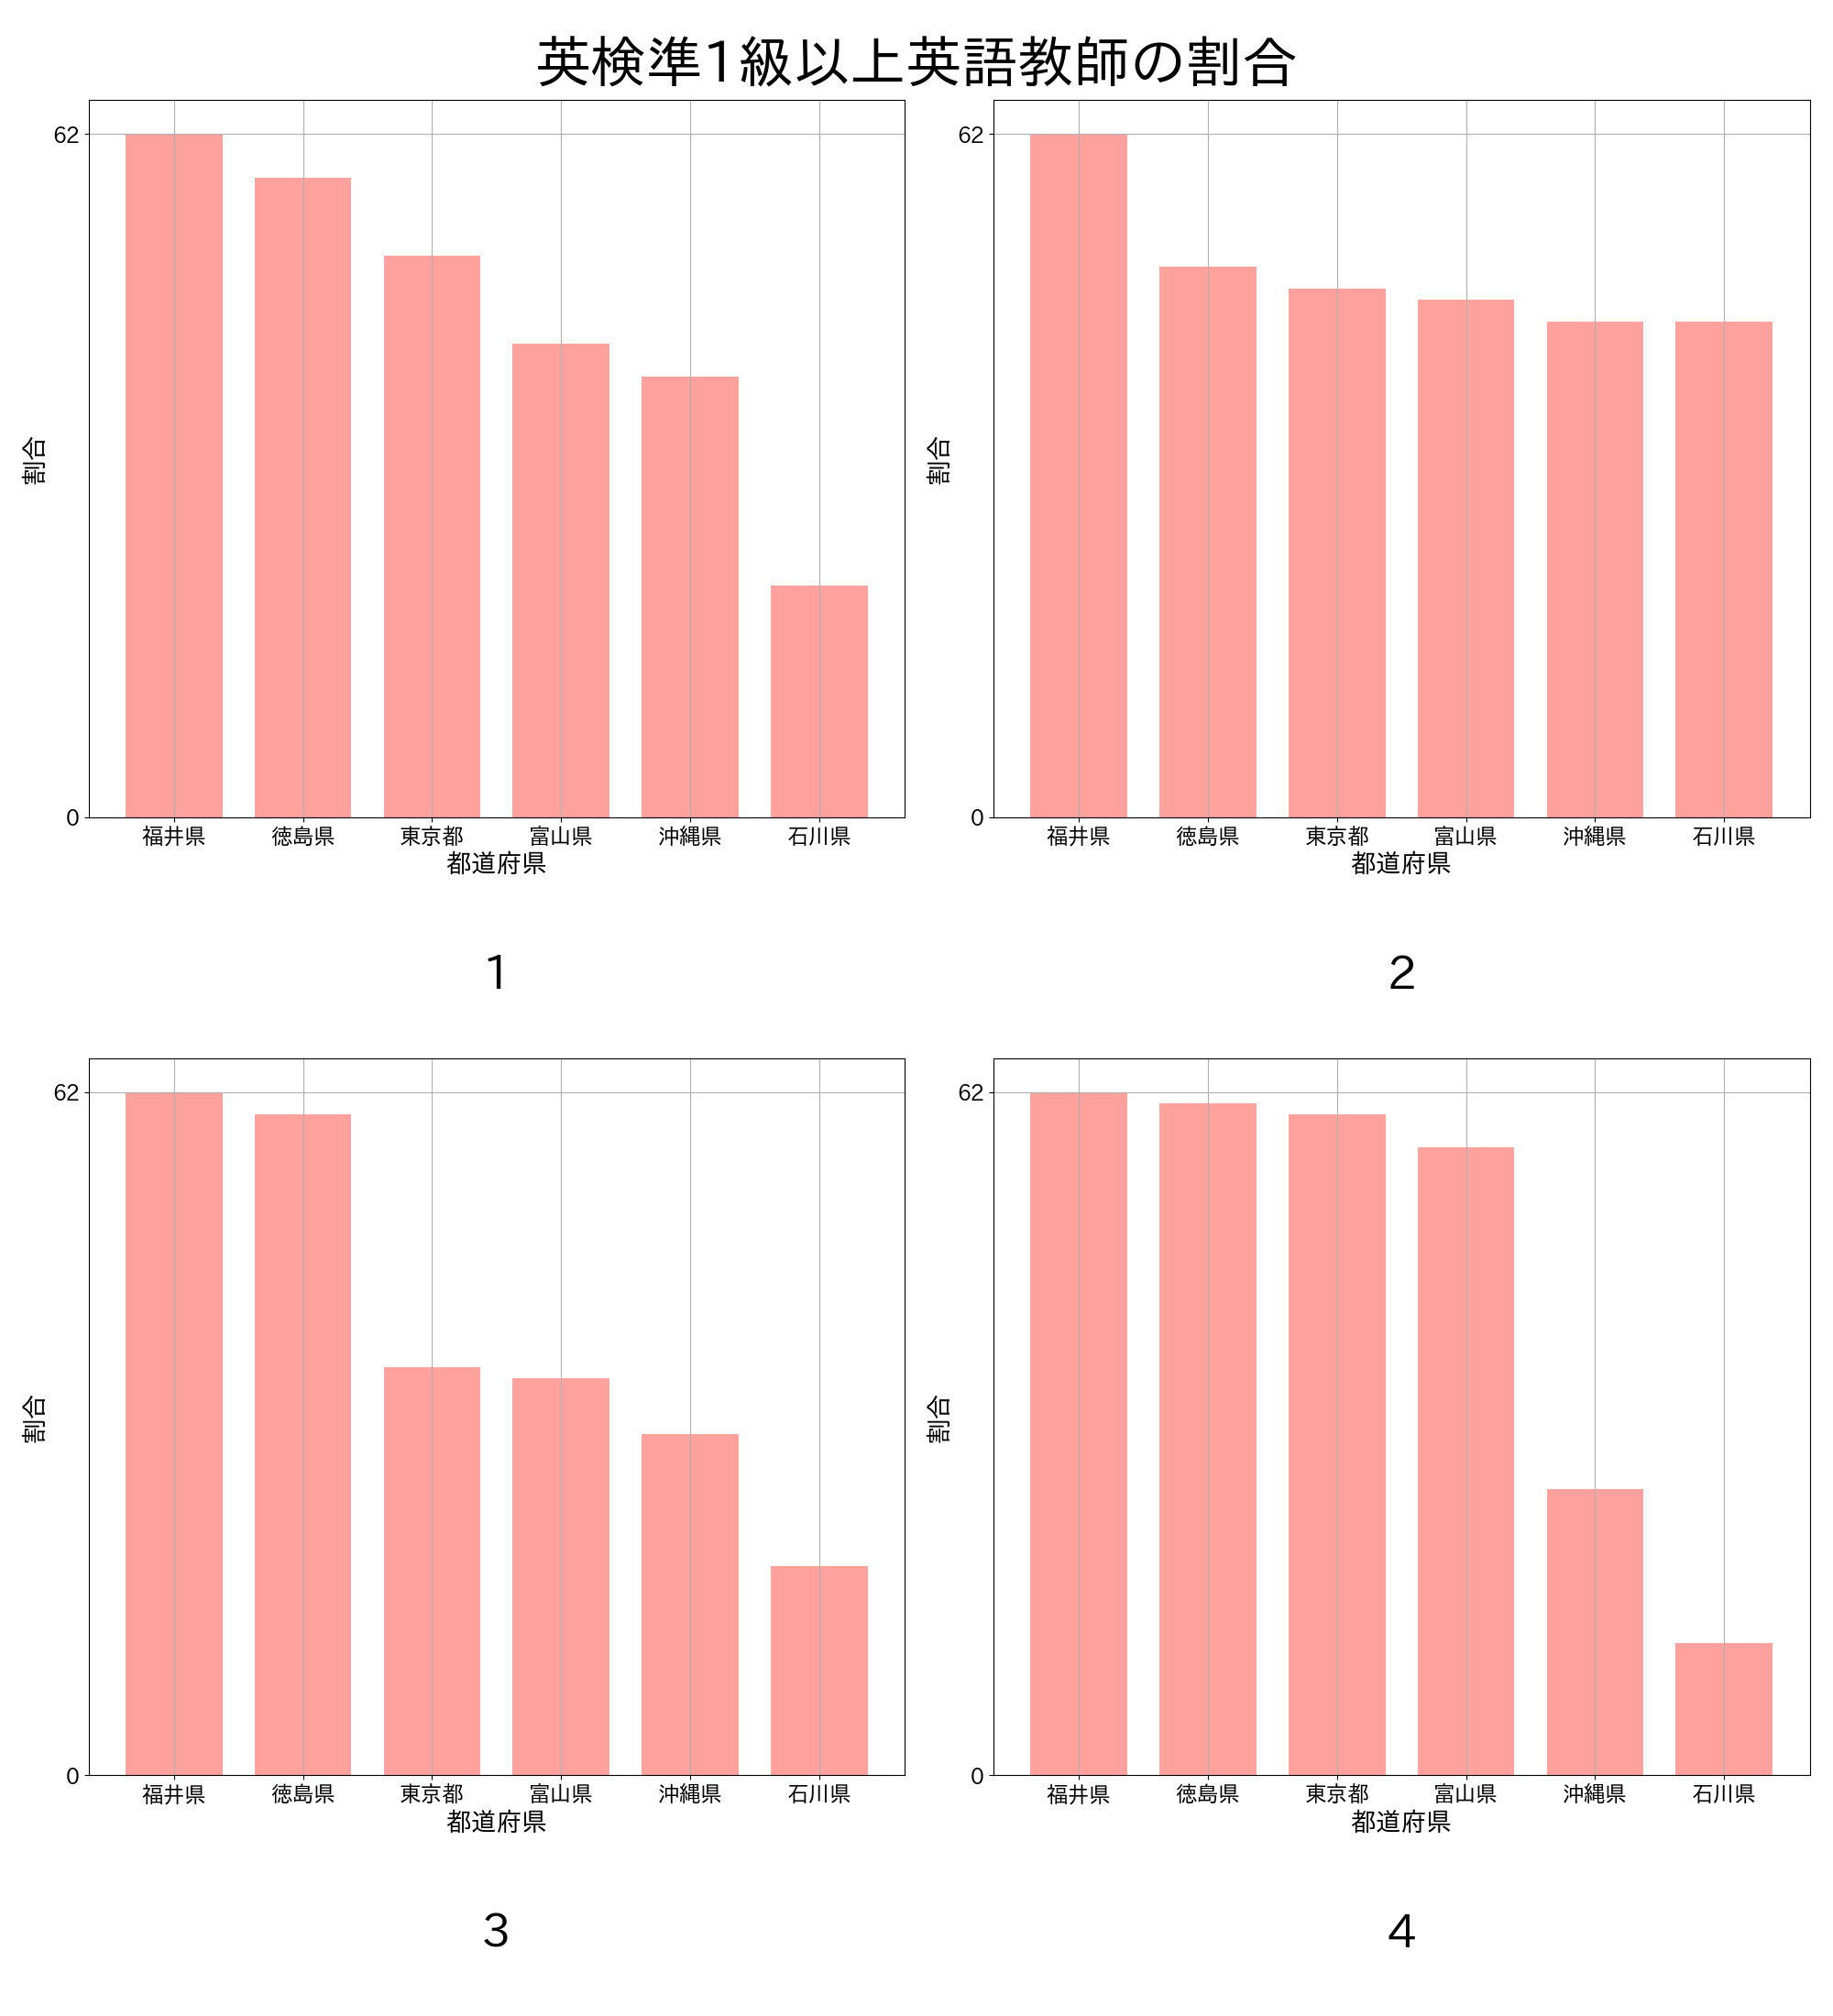 英検準1級以上英語教師の割合
62
0
割合
福井県 徳島県 東京都 富山県 沖縄県 石川県
都道府県
1
62
0
割合
福井県 徳島県 東京都 富山県 沖縄県 石川県
都道府県
2
62
0
割合
福井県 徳島県 東京都 富山県 沖縄県 石川県
都道府県
3
62
0
割合
福井県 徳島県 東京都 富山県 沖縄県 石川県
都道府県
4